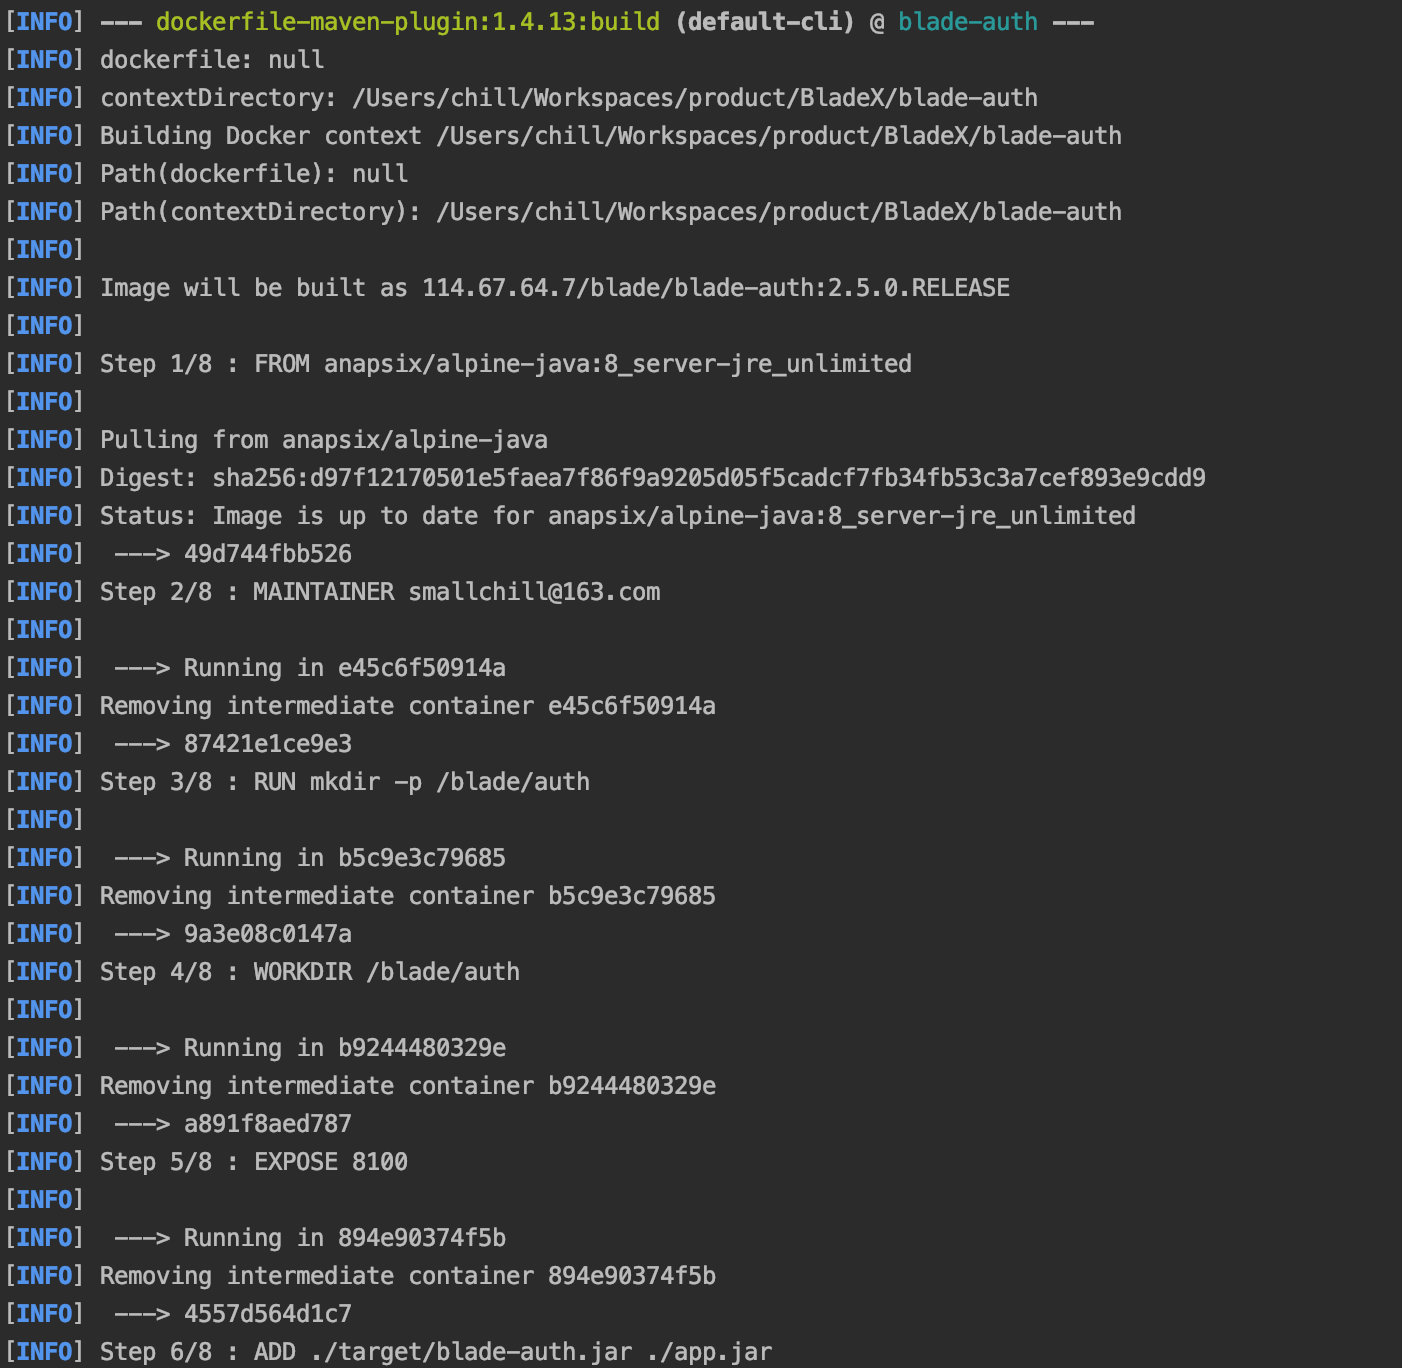 [INFO] --- dockerfile-maven-plugin:1.4.13:build (default-cli) @ blade-auth ---
[INFO] dockerfile: null
[INFO] contextDirectory: /Users/chill/Workspaces/product/BladeX/blade-auth
[INFO] Building Docker context /Users/chill/Workspaces/product/BladeX/blade-auth
[INFO] Path(dockerfile): null
[INFO] Path(contextDirectory): /Users/chill/Workspaces/product/BladeX/blade-auth
[INFO]
[INFO] Image will be built as 114.67.64.7/blade/blade-auth:2.5.0.RELEASE
[INFO]
[INFO] Step 1/8 : FROM anapsix/alpine-java:8_server-jre_unlimited
[INFO]
[INFO] Pulling from anapsix/alpine-java
[INFO] Digest: sha256:d97f12170501e5faea7f86f9a9205d05f5cadcf7fb34fb53c3a7cef893e9cdd9
[INFO] Status: Image is up to date for anapsix/alpine-java:8_server-jre_unlimited
[INFO]  ---> 49d744fbb526
[INFO] Step 2/8 : MAINTAINER smallchill@163.com
[INFO]
[INFO]  ---> Running in e45c6f50914a
[INFO] Removing intermediate container e45c6f50914a
[INFO]  ---> 87421e1ce9e3
[INFO] Step 3/8 : RUN mkdir -p /blade/auth
[INFO]
[INFO]  ---> Running in b5c9e3c79685
[INFO] Removing intermediate container b5c9e3c79685
[INFO]  ---> 9a3e08c0147a
[INFO] Step 4/8 : WORKDIR /blade/auth
[INFO]
[INFO]  ---> Running in b9244480329e
[INFO] Removing intermediate container b9244480329e
[INFO]  ---> a891f8aed787
[INFO] Step 5/8 : EXPOSE 8100
[INFO]
[INFO]  ---> Running in 894e90374f5b
[INFO] Removing intermediate container 894e90374f5b
[INFO]  ---> 4557d564d1c7
[INFO] Step 6/8 : ADD ./target/blade-auth.jar ./app.jar